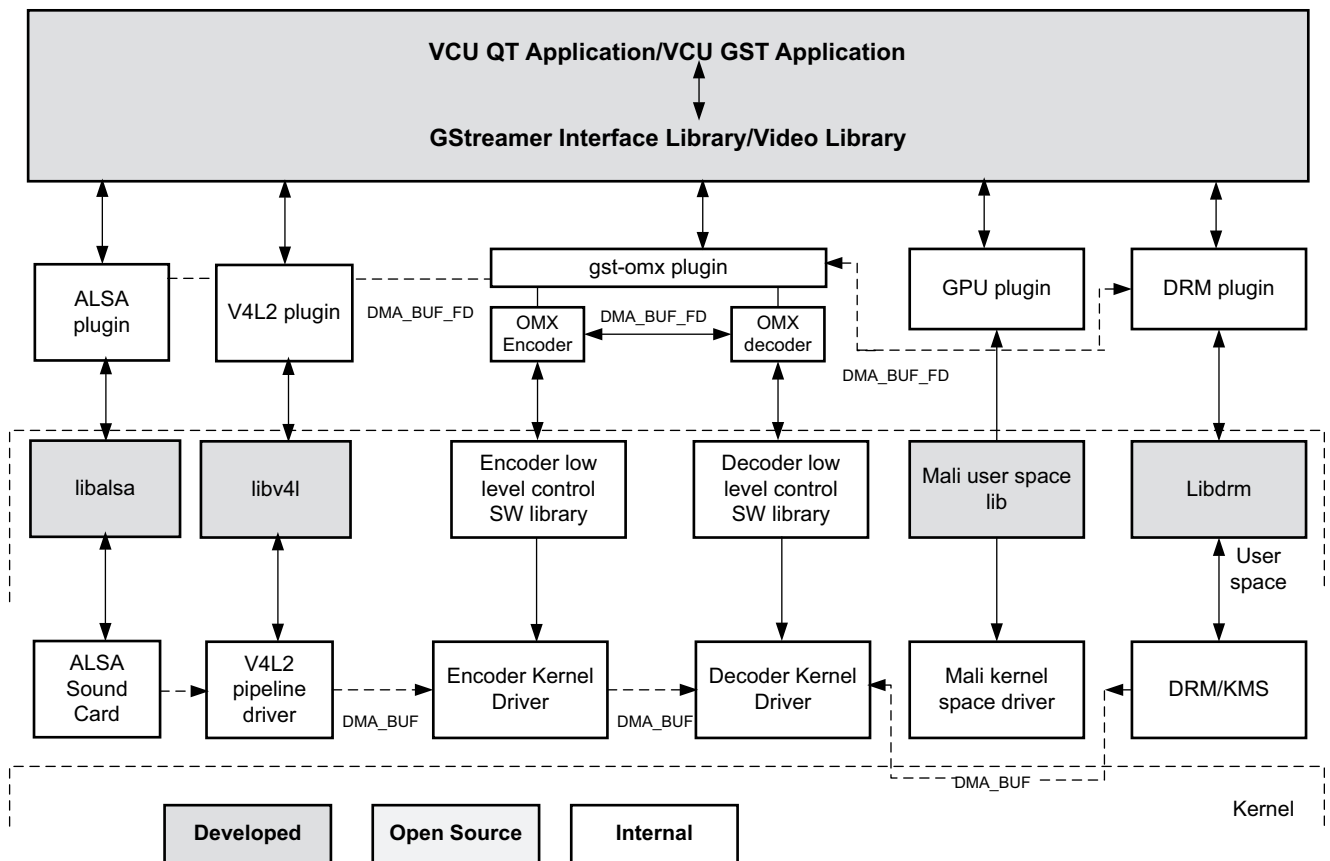 VCU QT Application/VCU GST Application
GStreamer Interface Library/Video Library
ALSA
plugin
V4L2 plugin
DMA_BUF_FD
gst-omx plugin
OMX
Encoder
DMA_BUF_FD
OMX
decoder
DMA_BUF_FD
GPU plugin
DRM plugin
libalsa
libv4l
Encoder low
level control
SW library
Decoder low
level control
SW library
Mali user space
lib
Libdrm
User
space
ALSA
Sound
Card
V4L2
pipeline
driver
DMA_BUF
Encoder Kernel
Driver
DMA_BUF
Decoder Kernel
Driver
Mali kernel
space driver
DRM/KMS
DMA_BUF
Kernel
Developed
Open Source
Internal